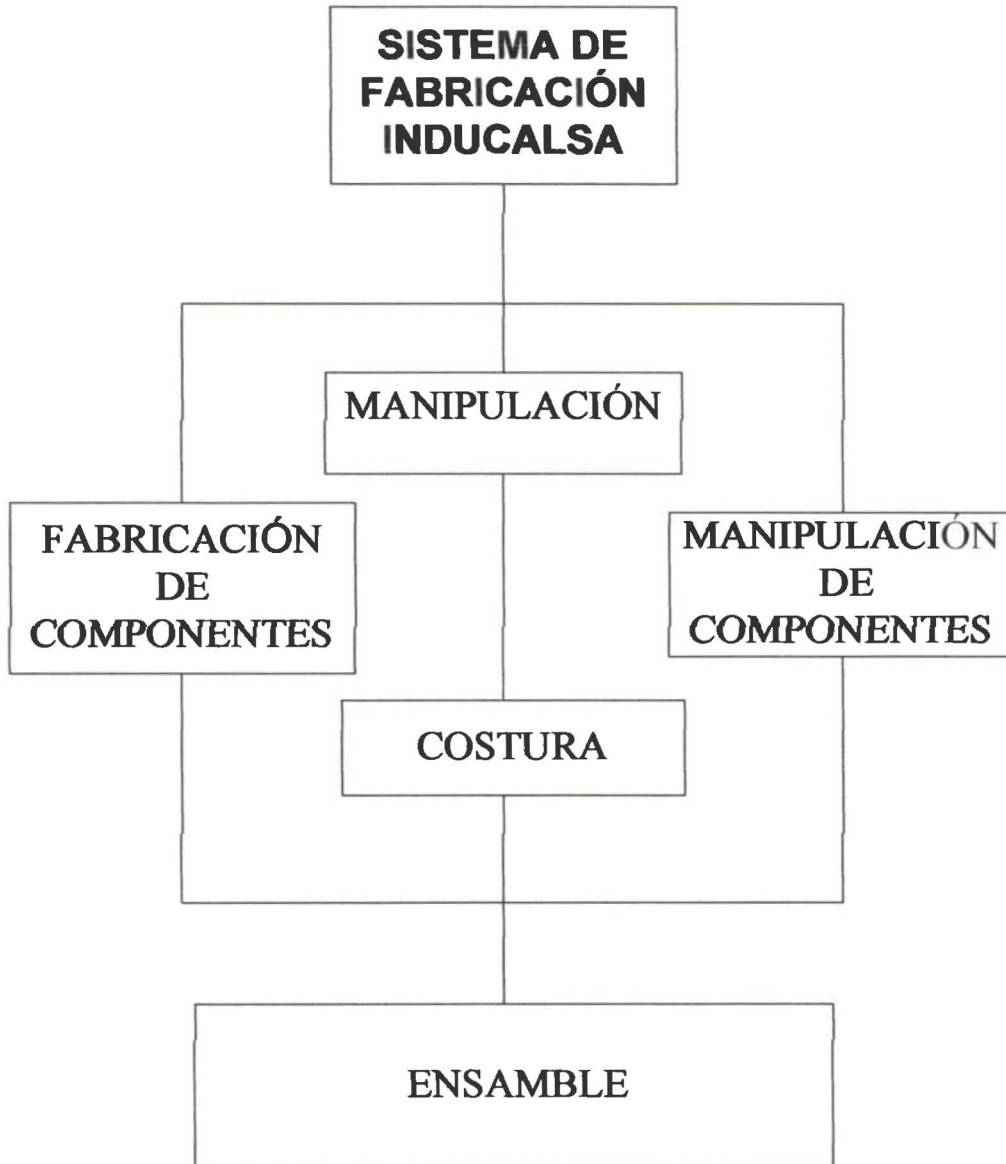 SISTEMA DE
FABRICACIÓN
INDUCALSA
MANIPULACIÓN
FABRICACIÓN
DE
COMPONENTES
MANIPULACIÓN
DE
COMPONENTES
COSTURA
ENSAMBLE